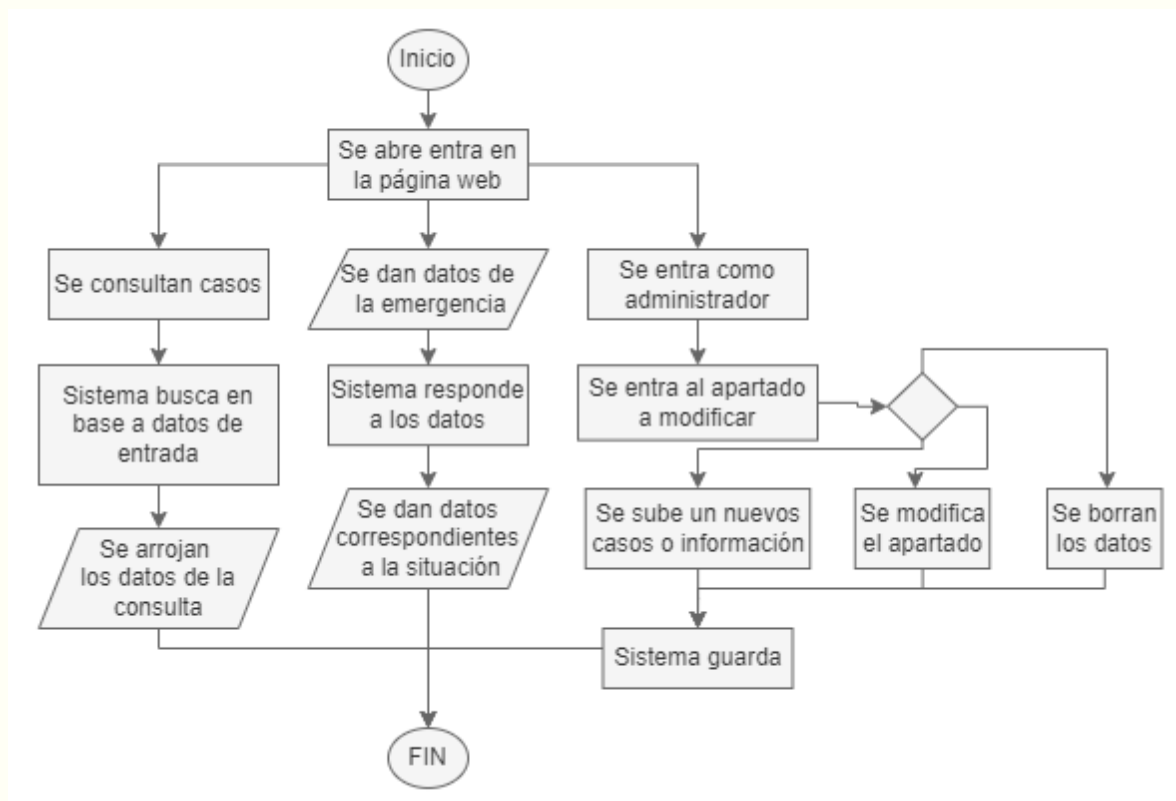 Inicio
Se abre entra en
la página web
Se consultan casos
Se dan datos de
la emergencia
Se entra como
administrador
Sistema busca en
base a datos de
entrada
Sistema responde
a los datos
Se entra al apartado
a modificar
Se arrojan
los datos de la
consulta
Se dan datos
correspondientes
a la situación
Se sube un nuevos
casos o información
Se modifica
el apartado
Se borran
los datos
Sistema guarda
FIN